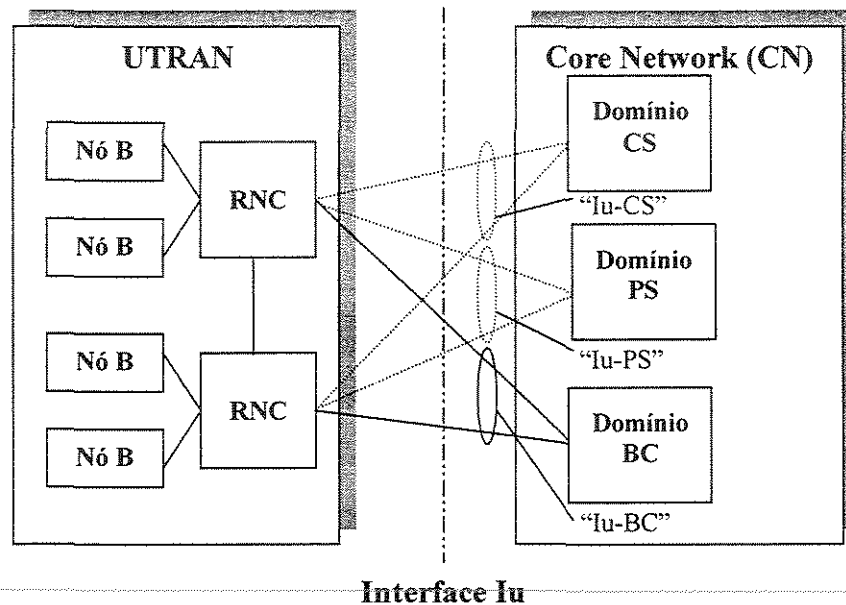 UTRAN
Nó B
Nó B
RNC
Nó B
Nó B
RNC
Core Network (CN)
Domínio
CS
“Iu-CS”
Domínio
PS
“Iu-PS”
Domínio
BC
“Iu-BC”
Interface Iu